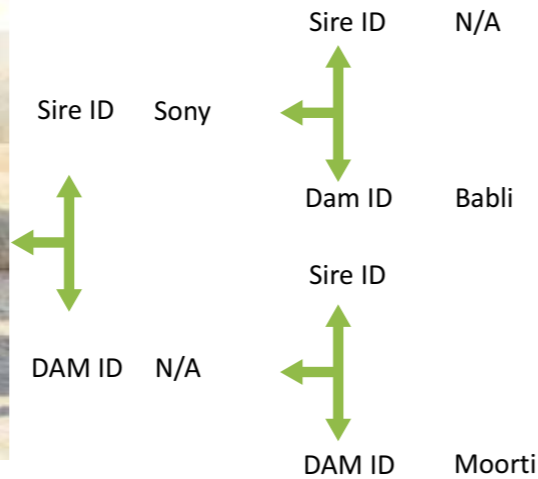 Sire ID N/A
Sire ID Sony
Dam ID Babli
Sire ID
DAM ID N/A
DAM ID Moorti